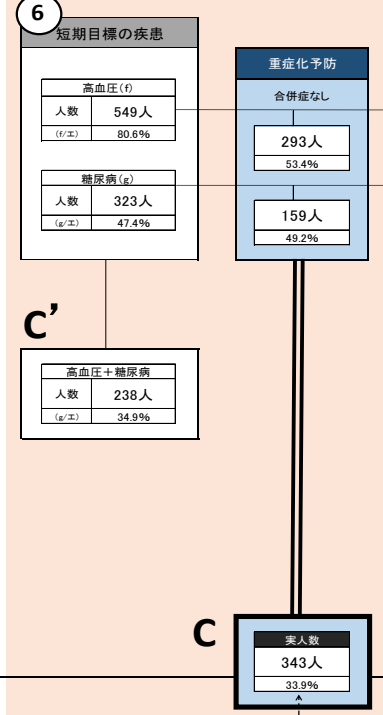 6
短期目標の疾患
高血圧(f)
人数 549人
(f/エ) 80.6%
糖尿病(g)
人数 323人
(g/エ) 47.4%
重症化予防
合併症なし
293人
53.4%
159人
49.2%
C’
高血圧＋糖尿病
人数 238人
(g/エ) 34.9%
C
実人数
343人
33.9%